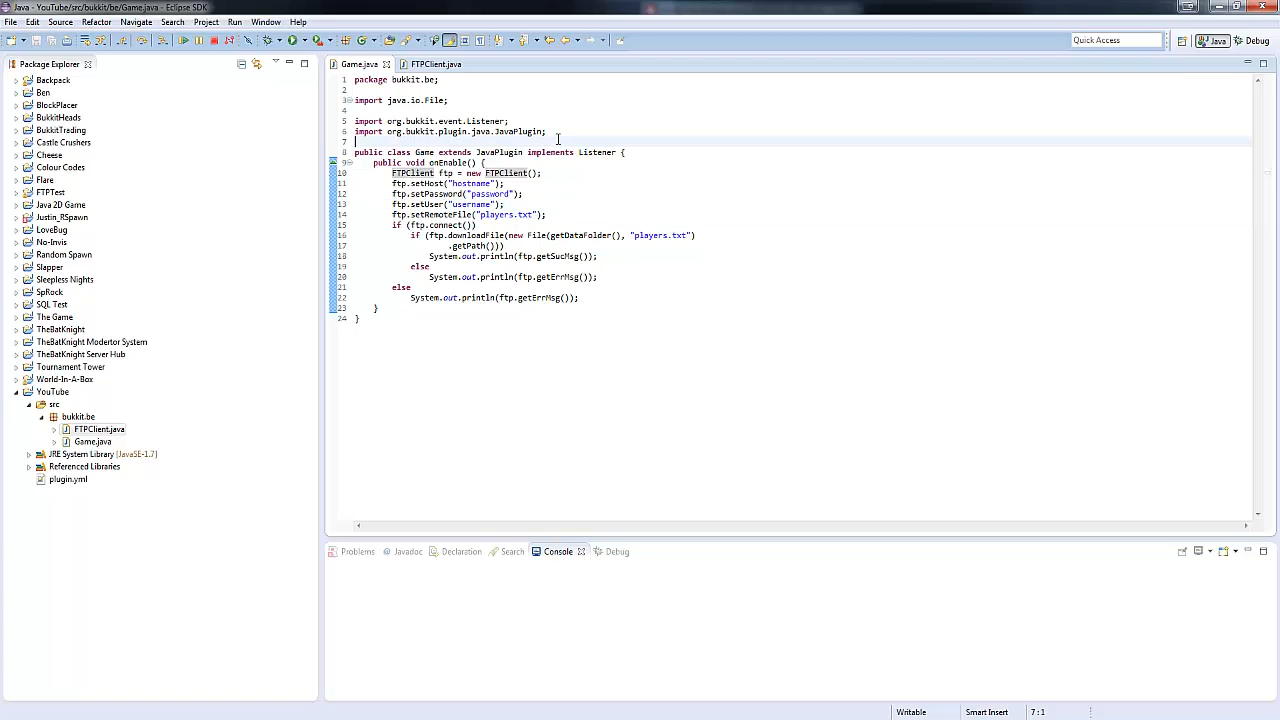 Java - YouTube/src/bukkit/be/Game.java - Eclipse SDK
File Edit Source Refactor Navigate Search Project Run Window Help
Quick Access Java Debug
Package Explorer
Backpack
Ben
BlockPlacer
BukkitHeads
BukkitTrading
Castle Crushers
Cheese
Colour Codes
Flare
FTPTest
Java 2D Game
Justin_RSpawn
LoveBug
No-Invis
Random Spawn
Slapper
Sleepless Nights
SpRock
SQL Test
The Game
TheBatKnight
TheBatKnight Modertor System
TheBatKnight Server Hub
Tournament Tower
World-In-A-Box
YouTube
src
bukkit.be
FTPClient.java
Game.java
JRE System Library [JavaSE-1.7]
Referenced Libraries
plugin.yml
Game.java FTPClient.java
1 package bukkit.be;
2
3 import java.io.File;
4
5 import org.bukkit.event.Listener;
6 import org.bukkit.plugin.java.JavaPlugin;
7
8 public class Game extends JavaPlugin implements Listener {
9 public void onEnable() {
10 FTPClient ftp = new FTPClient();
11 ftp.setHost("hostname");
12 ftp.setPassword("password");
13 ftp.setUser("username");
14 ftp.setRemoteFile("players.txt");
15 if (ftp.connect())
16 if (ftp.downloadFile(new File(getDataFolder(), "players.txt")
17 .getPath()))
18 System.out.println(ftp.getSucMsg());
19 else
20 System.out.println(ftp.getErrMsg());
21 else
22 System.out.println(ftp.getErrMsg());
23 }
24 }
Problems @ Javadoc Declaration Search Console Debug
Writable Smart Insert 7 : 1